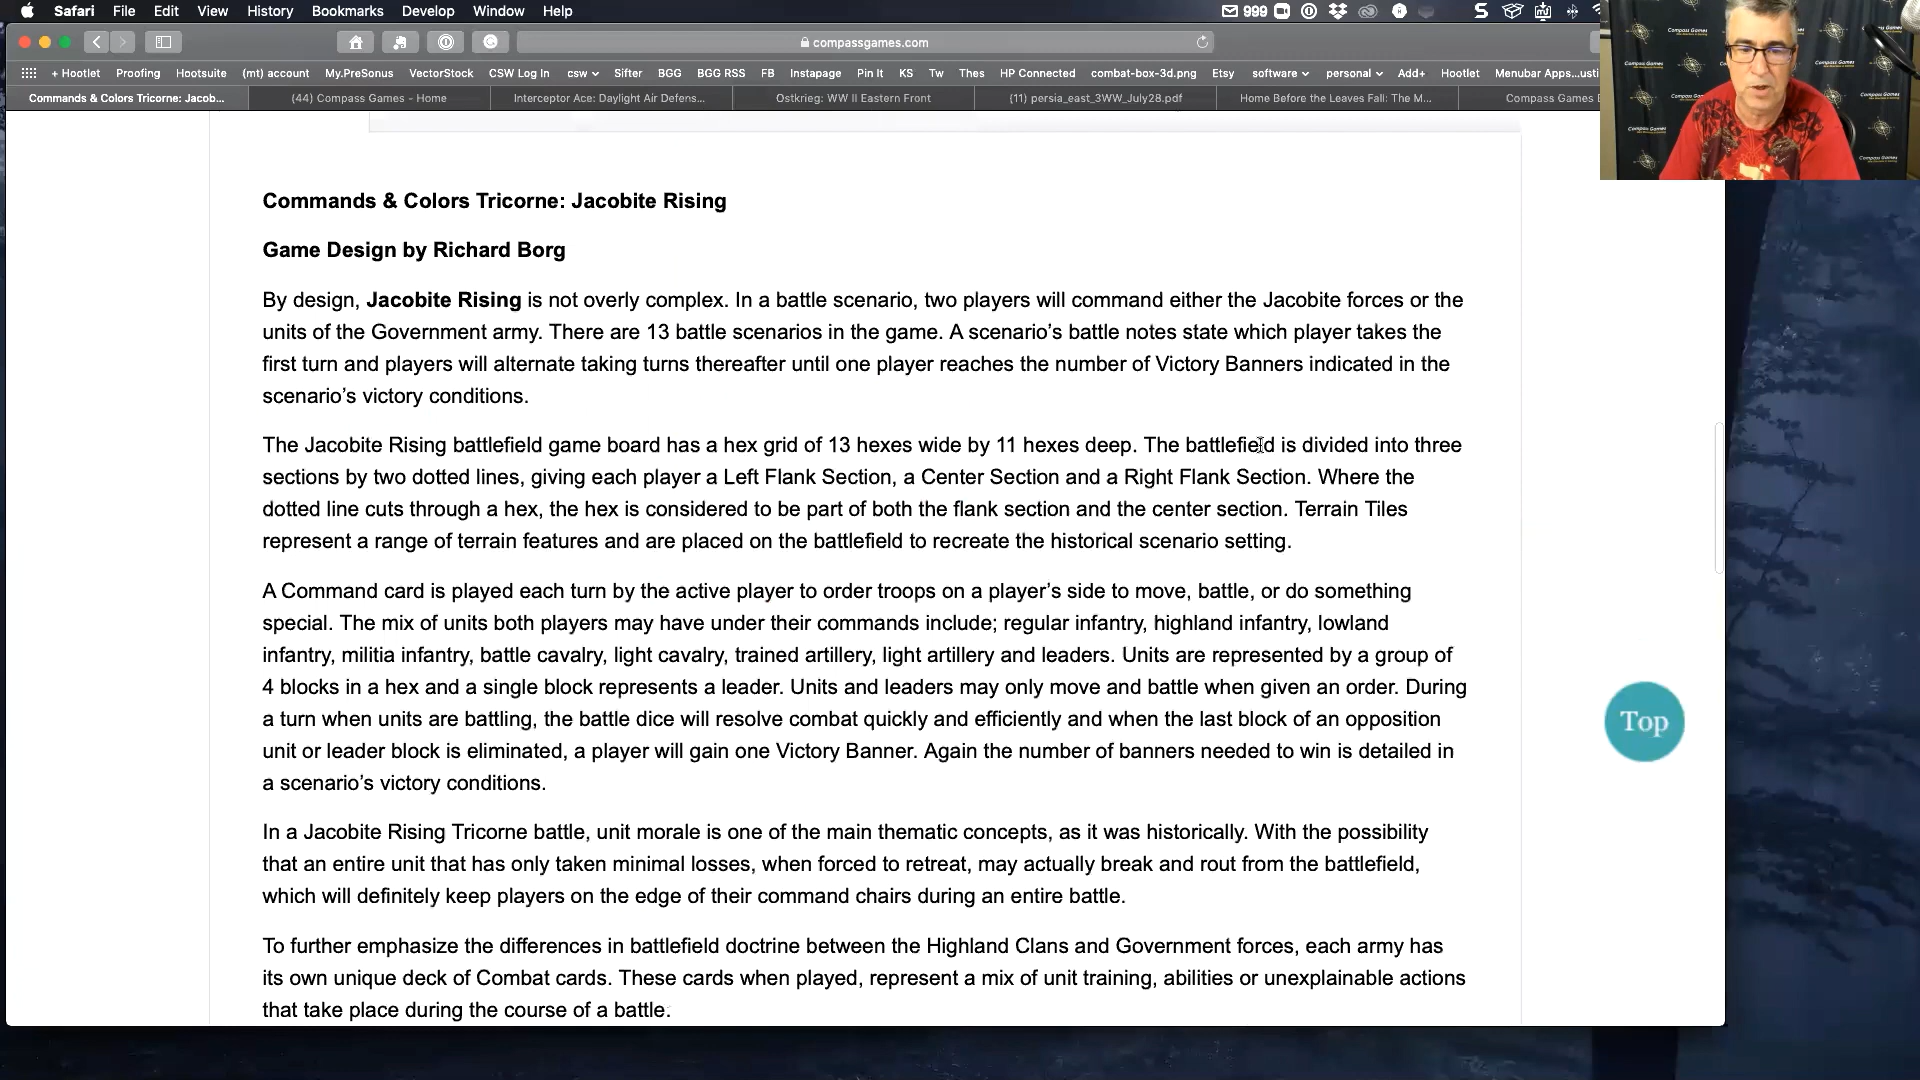 Safari File Edit View History Bookmarks Develop Window Help 999
compassgames.com
+ Hootlet Proofing Hootsuite (mt) account My.PreSonus VectorStock CSW Log In csw Sifter BGG BGG RSS FB Instapage Pin It KS Tw Thes HP Connected combat-box-3d.png Etsy software personal Add+ Hootlet Menubar Apps...usti
Commands & Colors Tricorne: Jacob... (44) Compass Games - Home Interceptor Ace: Daylight Air Defens... Ostkrieg: WW II Eastern Front (11) persia_east_3WW_July28.pdf Home Before the Leaves Fall: The M... Compass Games
Commands & Colors Tricorne: Jacobite Rising
Game Design by Richard Borg
By design, Jacobite Rising is not overly complex. In a battle scenario, two players will command either the Jacobite forces or the
units of the Government army. There are 13 battle scenarios in the game. A scenario’s battle notes state which player takes the
first turn and players will alternate taking turns thereafter until one player reaches the number of Victory Banners indicated in the
scenario’s victory conditions.
The Jacobite Rising battlefield game board has a hex grid of 13 hexes wide by 11 hexes deep. The battlefield is divided into three
sections by two dotted lines, giving each player a Left Flank Section, a Center Section and a Right Flank Section. Where the
dotted line cuts through a hex, the hex is considered to be part of both the flank section and the center section. Terrain Tiles
represent a range of terrain features and are placed on the battlefield to recreate the historical scenario setting.
A Command card is played each turn by the active player to order troops on a player’s side to move, battle, or do something
special. The mix of units both players may have under their commands include; regular infantry, highland infantry, lowland
infantry, militia infantry, battle cavalry, light cavalry, trained artillery, light artillery and leaders. Units are represented by a group of
4 blocks in a hex and a single block represents a leader. Units and leaders may only move and battle when given an order. During
a turn when units are battling, the battle dice will resolve combat quickly and efficiently and when the last block of an opposition
unit or leader block is eliminated, a player will gain one Victory Banner. Again the number of banners needed to win is detailed in
a scenario’s victory conditions.
Top
In a Jacobite Rising Tricorne battle, unit morale is one of the main thematic concepts, as it was historically. With the possibility
that an entire unit that has only taken minimal losses, when forced to retreat, may actually break and rout from the battlefield,
which will definitely keep players on the edge of their command chairs during an entire battle.
To further emphasize the differences in battlefield doctrine between the Highland Clans and Government forces, each army has
its own unique deck of Combat cards. These cards when played, represent a mix of unit training, abilities or unexplainable actions
that take place during the course of a battle.